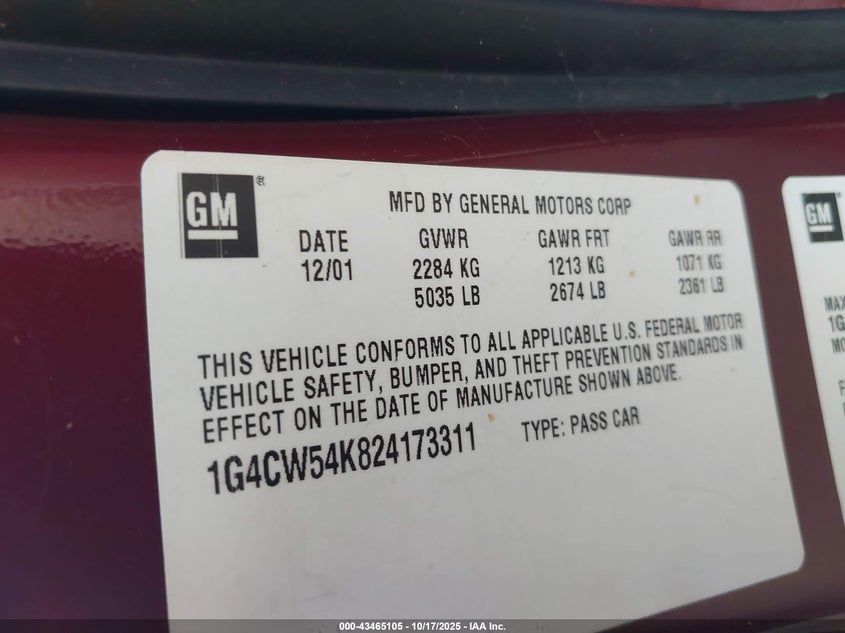 GM®
MFD BY GENERAL MOTORS CORP
DATE GVWR GAWR FRT GAWR RR
12/01 2284 KG 1213 KG 1071 KG
5035 LB 2674 LB 2361 LB
THIS VEHICLE CONFORMS TO ALL APPLICABLE U.S. FEDERAL MOTOR
VEHICLE SAFETY, BUMPER, AND THEFT PREVENTION STANDARDS IN
EFFECT ON THE DATE OF MANUFACTURE SHOWN ABOVE.
1G4CW54K824173311 TYPE: PASS CAR
GM
MAX
1G
MO
000-43465105 - 10/17/2025 - IAA Inc.